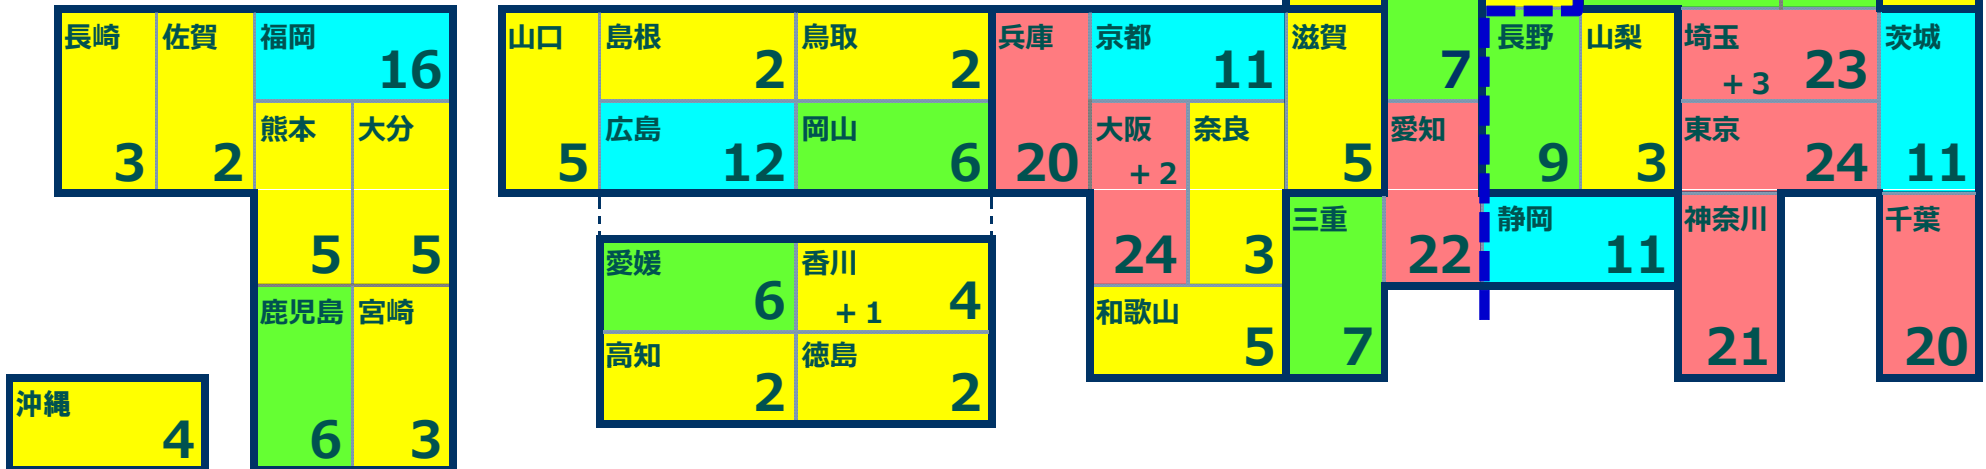 長崎 佐賀 福岡 山口 島根 鳥取 兵庫 京都 滋賀 長野 山梨 埼玉 茨城
16 2 2 11 7 +3 23
熊本 大分 広島 岡山 大阪 奈良 愛知 東京
3 2 5 12 6 20 +2 5 9 3 24 11
三重 静岡 神奈川 千葉
5 5 愛媛 香川 24 3 22 11
鹿児島 宮崎 6 +1 4 和歌山
高知 徳島 5 7 21 20
沖縄 2 2
4 6 3